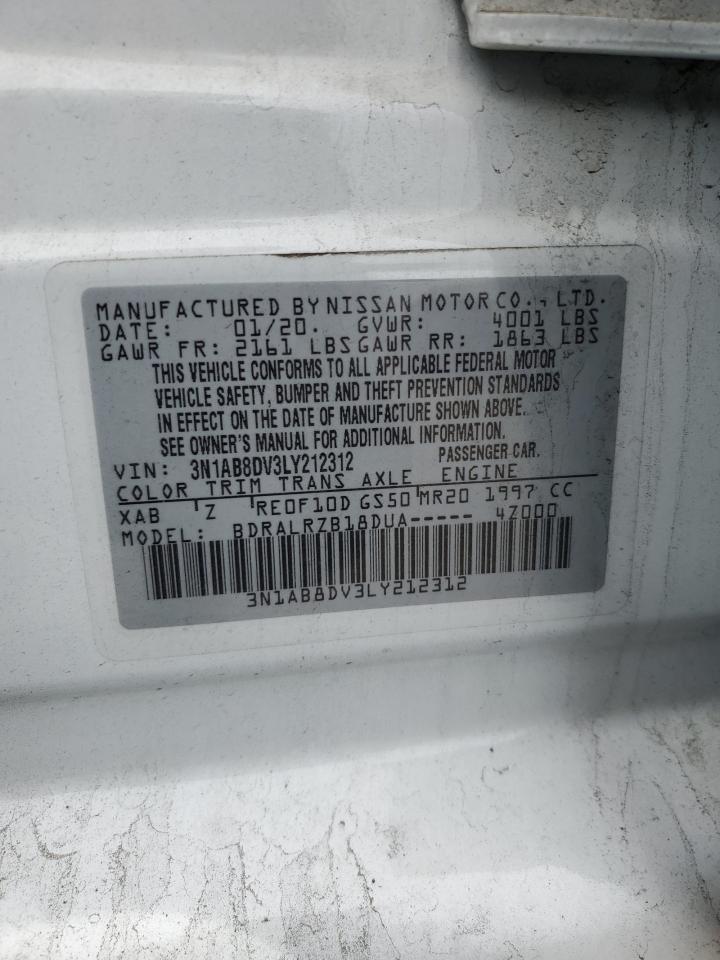 MANUFACTURED BY NISSAN MOTOR CO., LTD.
DATE: 01/20. GVWR: 4001 LBS
GAWR FR: 2161 LBS GAWR RR: 1863 LBS
THIS VEHICLE CONFORMS TO ALL APPLICABLE FEDERAL MOTOR
VEHICLE SAFETY, BUMPER AND THEFT PREVENTION STANDARDS
IN EFFECT ON THE DATE OF MANUFACTURE SHOWN ABOVE.
SEE OWNER'S MANUAL FOR ADDITIONAL INFORMATION.
VIN: 3N1AB8DV3LY212312 PASSENGER CAR.
COLOR TRIM TRANS AXLE ENGINE
XAB Z RE0F10D GS50 MR20 1997 CC
MODEL: BDRALRZB18DUA----- 4Z000
3N1AB8DV3LY212312